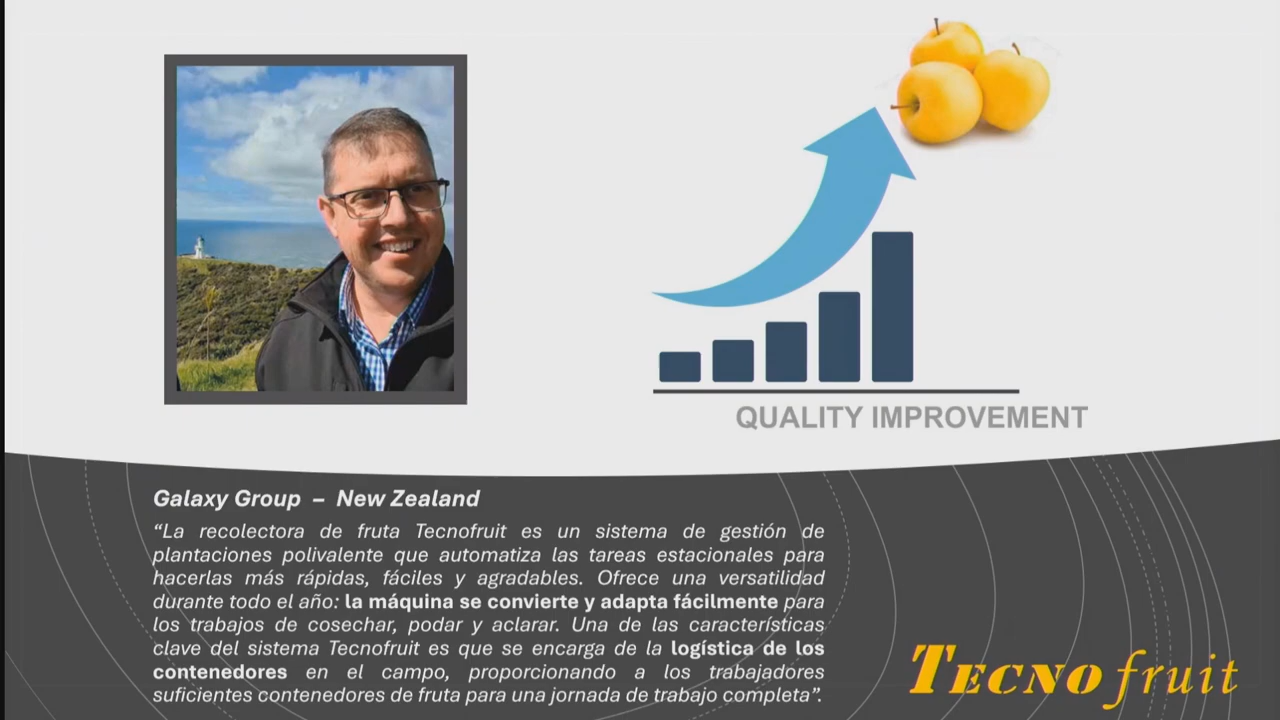 QUALITY IMPROVEMENT
Galaxy Group – New Zealand
“La recolectora de fruta Tecnofruit es un sistema de gestión de
plantaciones polivalente que automatiza las tareas estacionales para
hacerlas más rápidas, fáciles y agradables. Ofrece una versatilidad
durante todo el año: la máquina se convierte y adapta fácilmente para
los trabajos de cosechar, podar y aclarar. Una de las características
clave del sistema Tecnofruit es que se encarga de la logística de los
contenedores en el campo, proporcionando a los trabajadores
suficientes contenedores de fruta para una jornada de trabajo completa”.
TECNO fruit